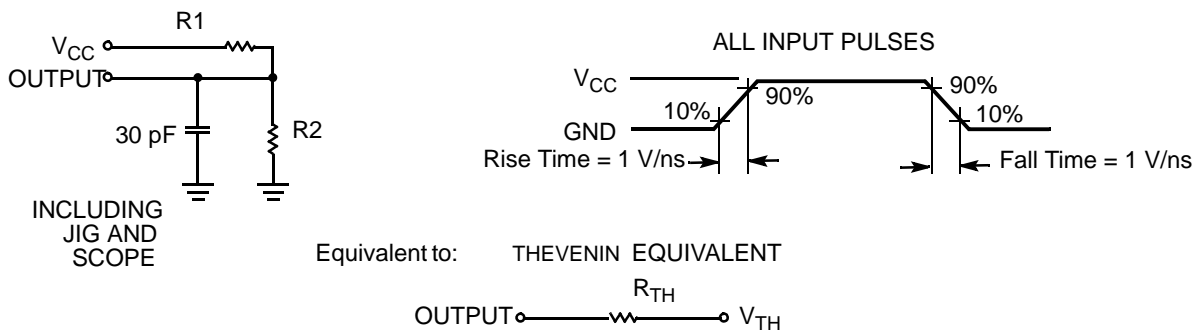 R1
V_CC
OUTPUT
30 pF
R2
INCLUDING
JIG AND
SCOPE
ALL INPUT PULSES
V_CC
GND
10%
90%
90%
10%
Rise Time = 1 V/ns
Fall Time = 1 V/ns
Equivalent to: THEVENIN EQUIVALENT
R_TH
OUTPUT
V_TH